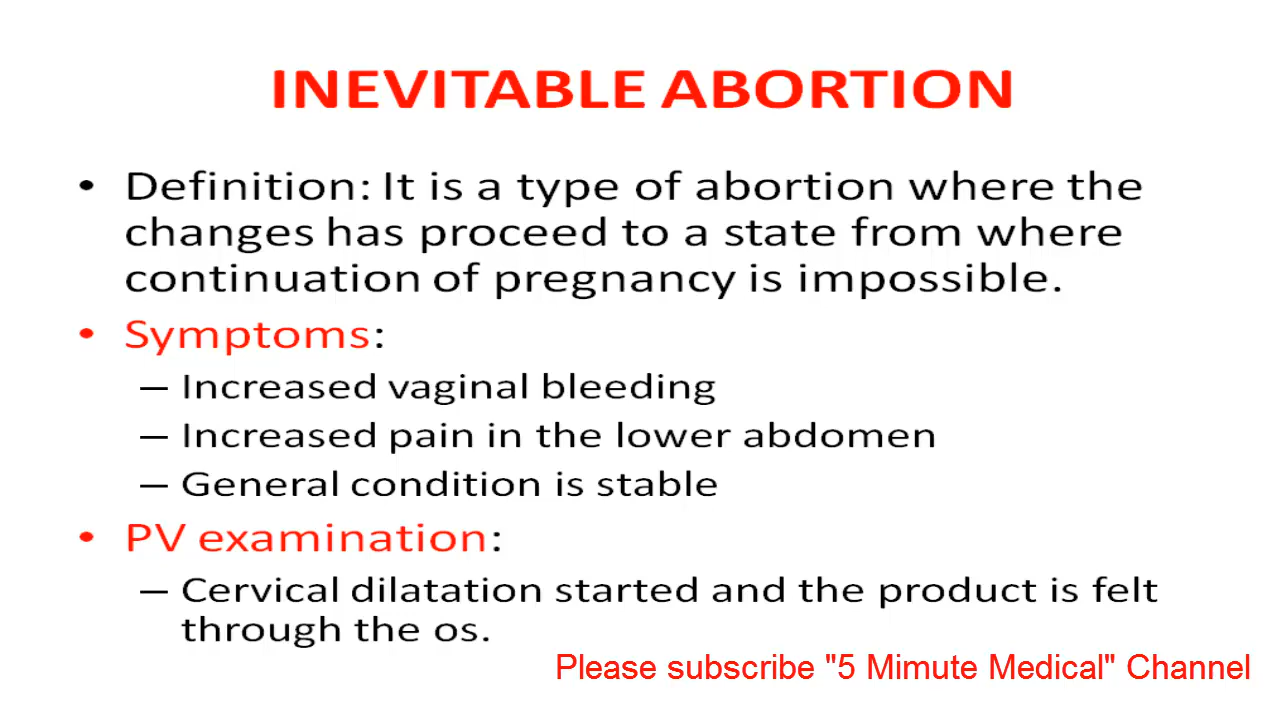 INEVITABLE ABORTION
• Definition: It is a type of abortion where the
changes has proceed to a state from where
continuation of pregnancy is impossible.
• Symptoms:
– Increased vaginal bleeding
– Increased pain in the lower abdomen
– General condition is stable
• PV examination:
– Cervical dilatation started and the product is felt
through the os.
Please subscribe "5 Mimute Medical" Channel